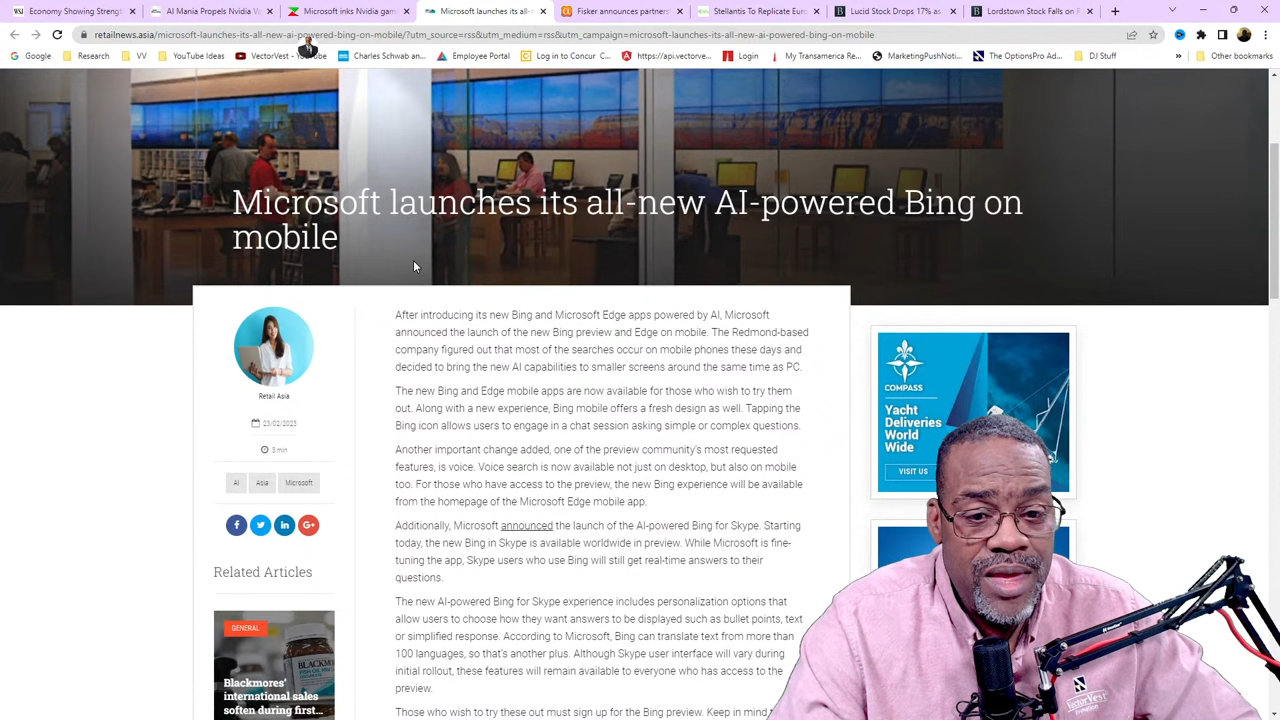 Economy Showing Strengt
AI Mania Propels Nvidia Va
Microsoft inks Nvidia gam
Microsoft launches its all-
Fisker announces partners
Stellantis To Replicate Euro
Lucid Stock Drops 17% as
Lordstown Stock Falls on
retailnews.asia/microsoft-launches-its-all-new-ai-powered-bing-on-mobile/?utm_source=rss&utm_medium=rss&utm_campaign=microsoft-launches-its-all-new-ai-powered-bing-on-mobile
Google
Research
VV
YouTube Ideas
VectorVest - YouTube
Charles Schwab an...
Employee Portal
Log in to Concur C...
https://api.vectorve...
Login
My Transamerica Re...
MarketingPushNoti...
The OptionsPro Ad...
DJ Stuff
Other bookmarks
Microsoft launches its all-new AI-powered Bing on
mobile
Retail Asia
23/02/2023
3 min
AI
Asia
Microsoft
Related Articles
GENERAL
Blackmores'
international sales
soften during first...
After introducing its new Bing and Microsoft Edge apps powered by AI, Microsoft
announced the launch of the new Bing preview and Edge on mobile. The Redmond-based
company figured out that most of the searches occur on mobile phones these days and
decided to bring the new AI capabilities to smaller screens around the same time as PC.
The new Bing and Edge mobile apps are now available for those who wish to try them
out. Along with a new experience, Bing mobile offers a fresh design as well. Tapping the
Bing icon allows users to engage in a chat session asking simple or complex questions.
Another important change added, one of the preview community's most requested
features, is voice. Voice search is now available not just on desktop, but also on mobile
too. For those who have access to the preview, the new Bing experience will be available
from the homepage of the Microsoft Edge mobile app.
Additionally, Microsoft announced the launch of the AI-powered Bing for Skype. Starting
today, the new Bing in Skype is available worldwide in preview. While Microsoft is fine-
tuning the app, Skype users who use Bing will still get real-time answers to their
questions.
The new AI-powered Bing for Skype experience includes personalization options that
allow users to choose how they want answers to be displayed such as bullet points, text
or simplified response. According to Microsoft, Bing can translate text from more than
100 languages, so that's another plus. Although Skype user interface will vary during
initial rollout, these features will remain available to everyone who has access to the
preview.
Those who wish to try these out must sign up for the Bing preview. Keep in mind
COMPASS
Yacht
Deliveries
World
Wide
VISIT US
VectorVest